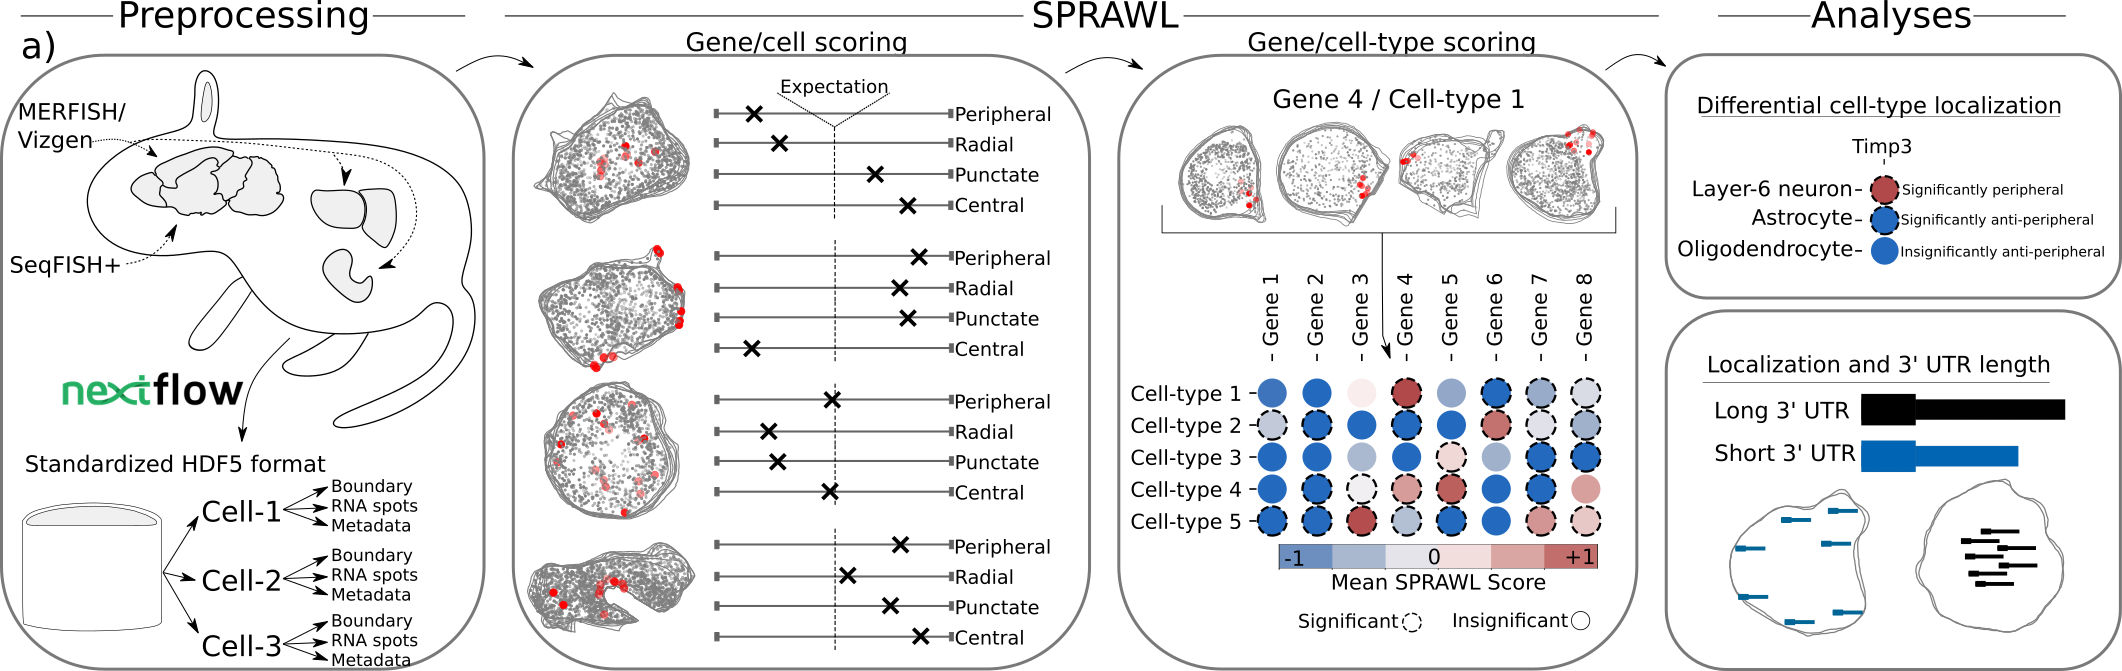 Preprocessing
SPRAWL
Analyses
a)
MERFISH/
Vizgen
SeqFISH+
nextflow
Standardized HDF5 format
Cell-1
Boundary
RNA spots
Metadata
Cell-2
Boundary
RNA spots
Metadata
Cell-3
Boundary
RNA spots
Metadata
Gene/cell scoring
Expectation
Peripheral
Radial
Punctate
Central
Peripheral
Radial
Punctate
Central
Peripheral
Radial
Punctate
Central
Peripheral
Radial
Punctate
Central
Gene/cell-type scoring
Gene 4 / Cell-type 1
Gene 1
Gene 2
Gene 3
Gene 4
Gene 5
Gene 6
Gene 7
Gene 8
Cell-type 1
Cell-type 2
Cell-type 3
Cell-type 4
Cell-type 5
-1 0 +1
Mean SPRAWL Score
Significant Insignificant
Differential cell-type localization
Timp3
Layer-6 neuron Significantly peripheral
Astrocyte Significantly anti-peripheral
Oligodendrocyte Insignificantly anti-peripheral
Localization and 3' UTR length
Long 3' UTR
Short 3' UTR